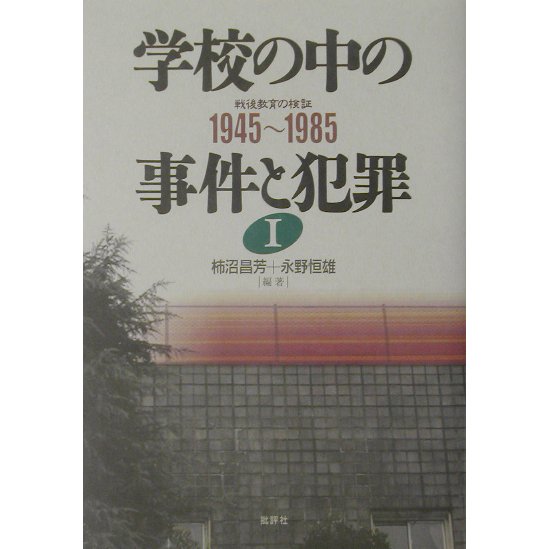 学校の中の
戦後教育の検証
1945～1985
事件と犯罪
I
柿沼昌芳＋永野恒雄
|編著|
批評社